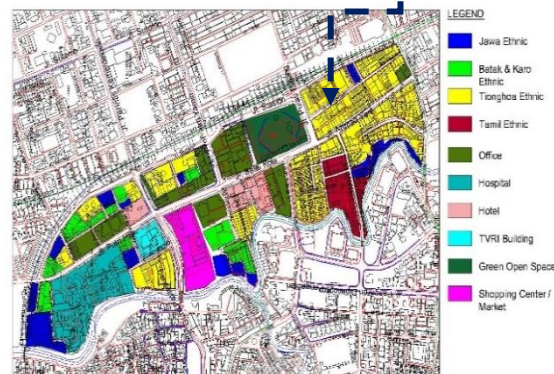 LEGEND
Jawa Ethnic
Batak & Karo
Ethnic
Tionghoa Ethnic
Tamil Ethnic
Office
Hospital
Hotel
TVRI Building
Green Open Space
Shopping Center /
Market